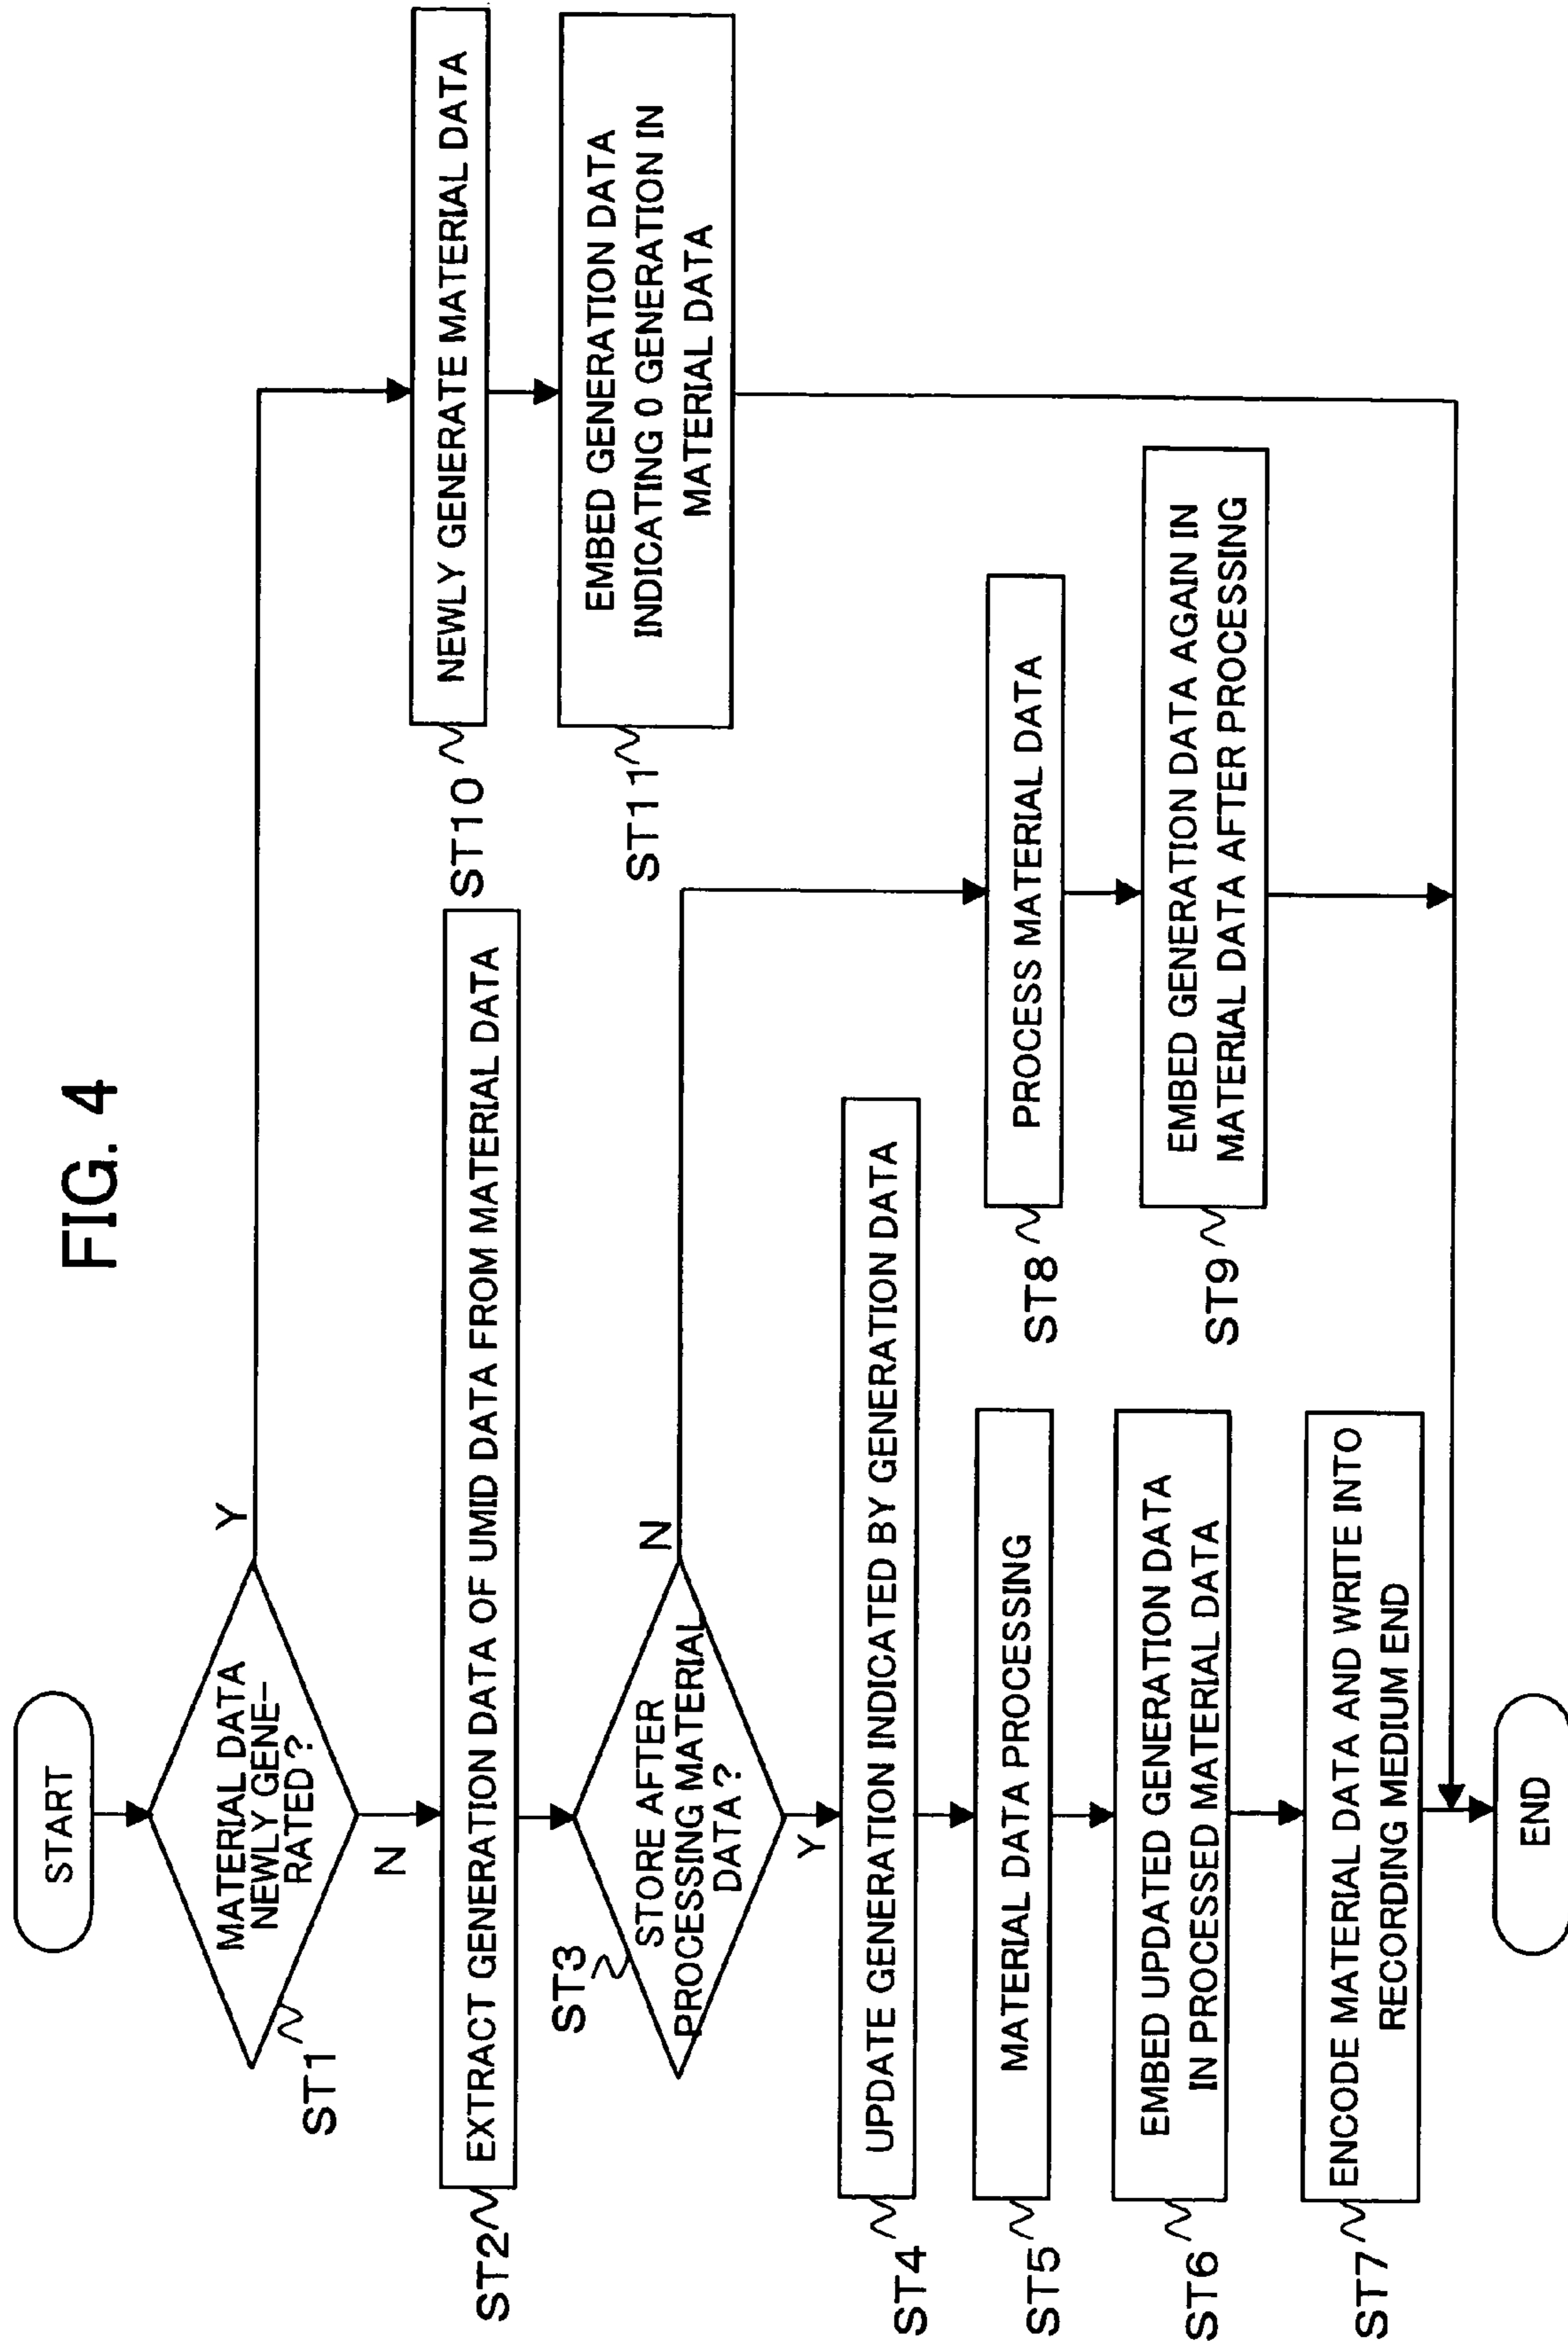 FIG. 4
START
MATERIAL DATA
NEWLY GENE-
RATED ?
ST1
Y
N
ST2
EXTRACT GENERATION DATA OF UMID DATA FROM MATERIAL DATA
ST3
STORE AFTER
PROCESSING MATERIAL
DATA ?
N
Y
ST4
UPDATE GENERATION INDICATED BY GENERATION DATA
ST5
MATERIAL DATA PROCESSING
ST6
EMBED UPDATED GENERATION DATA
IN PROCESSED MATERIAL DATA
ST7
ENCODE MATERIAL DATA AND WRITE INTO
RECORDING MEDIUM END
END
ST8
PROCESS MATERIAL DATA
ST9
EMBED GENERATION DATA AGAIN IN
MATERIAL DATA AFTER PROCESSING
ST10
NEWLY GENERATE MATERIAL DATA
ST11
EMBED GENERATION DATA
INDICATING 0 GENERATION IN
MATERIAL DATA